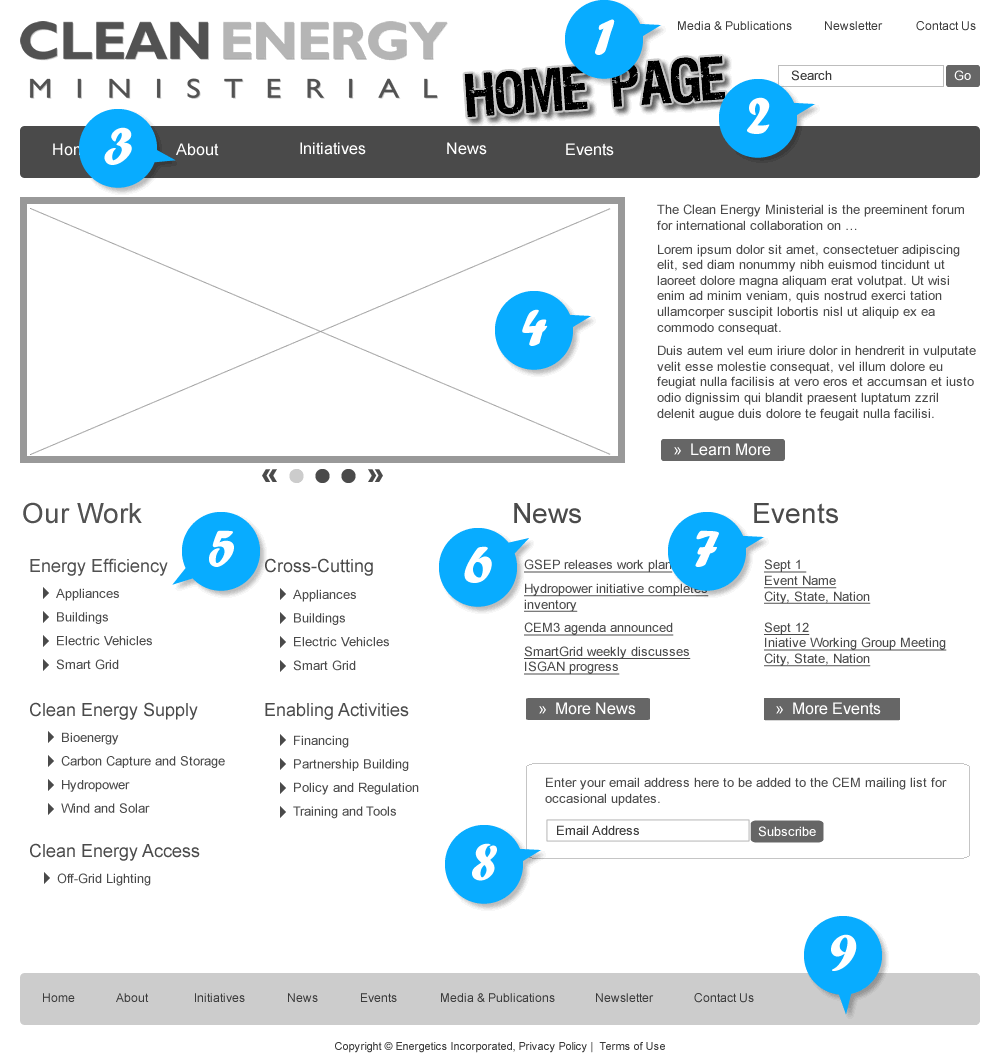 CLEAN ENERGY
MINISTERIAL
HOME PAGE
1
Media & Publications
Newsletter
Contact Us
Search
Go
2
3
About
Initiatives
News
Events
4
The Clean Energy Ministerial is the preeminent forum
for international collaboration on …
Lorem ipsum dolor sit amet, consectetuer adipiscing
elit, sed diam nonummy nibh euismod tincidunt ut
laoreet dolore magna aliquam erat volutpat. Ut wisi
enim ad minim veniam, quis nostrud exerci tation
ullamcorper suscipit lobortis nisl ut aliquip ex ea
commodo consequat.
Duis autem vel eum iriure dolor in hendrerit in vulputate
velit esse molestie consequat, vel illum dolore eu
feugiat nulla facilisis at vero eros et accumsan et iusto
odio dignissim qui blandit praesent luptatum zzril
delenit augue duis dolore te feugait nulla facilisi.
» Learn More
« »
Our Work
5
Energy Efficiency
Appliances
Buildings
Electric Vehicles
Smart Grid
Cross-Cutting
Appliances
Buildings
Electric Vehicles
Smart Grid
Clean Energy Supply
Bioenergy
Carbon Capture and Storage
Hydropower
Wind and Solar
Enabling Activities
Financing
Partnership Building
Policy and Regulation
Training and Tools
Clean Energy Access
Off-Grid Lighting
News
6
GSEP releases work plan
Hydropower initiative completes
inventory
CEM3 agenda announced
SmartGrid weekly discusses
ISGAN progress
» More News
Events
7
Sept 1
Event Name
City, State, Nation
Sept 12
Iniative Working Group Meeting
City, State, Nation
» More Events
Enter your email address here to be added to the CEM mailing list for
occasional updates.
Email Address
Subscribe
8
9
Home
About
Initiatives
News
Events
Media & Publications
Newsletter
Contact Us
Copyright © Energetics Incorporated, Privacy Policy | Terms of Use